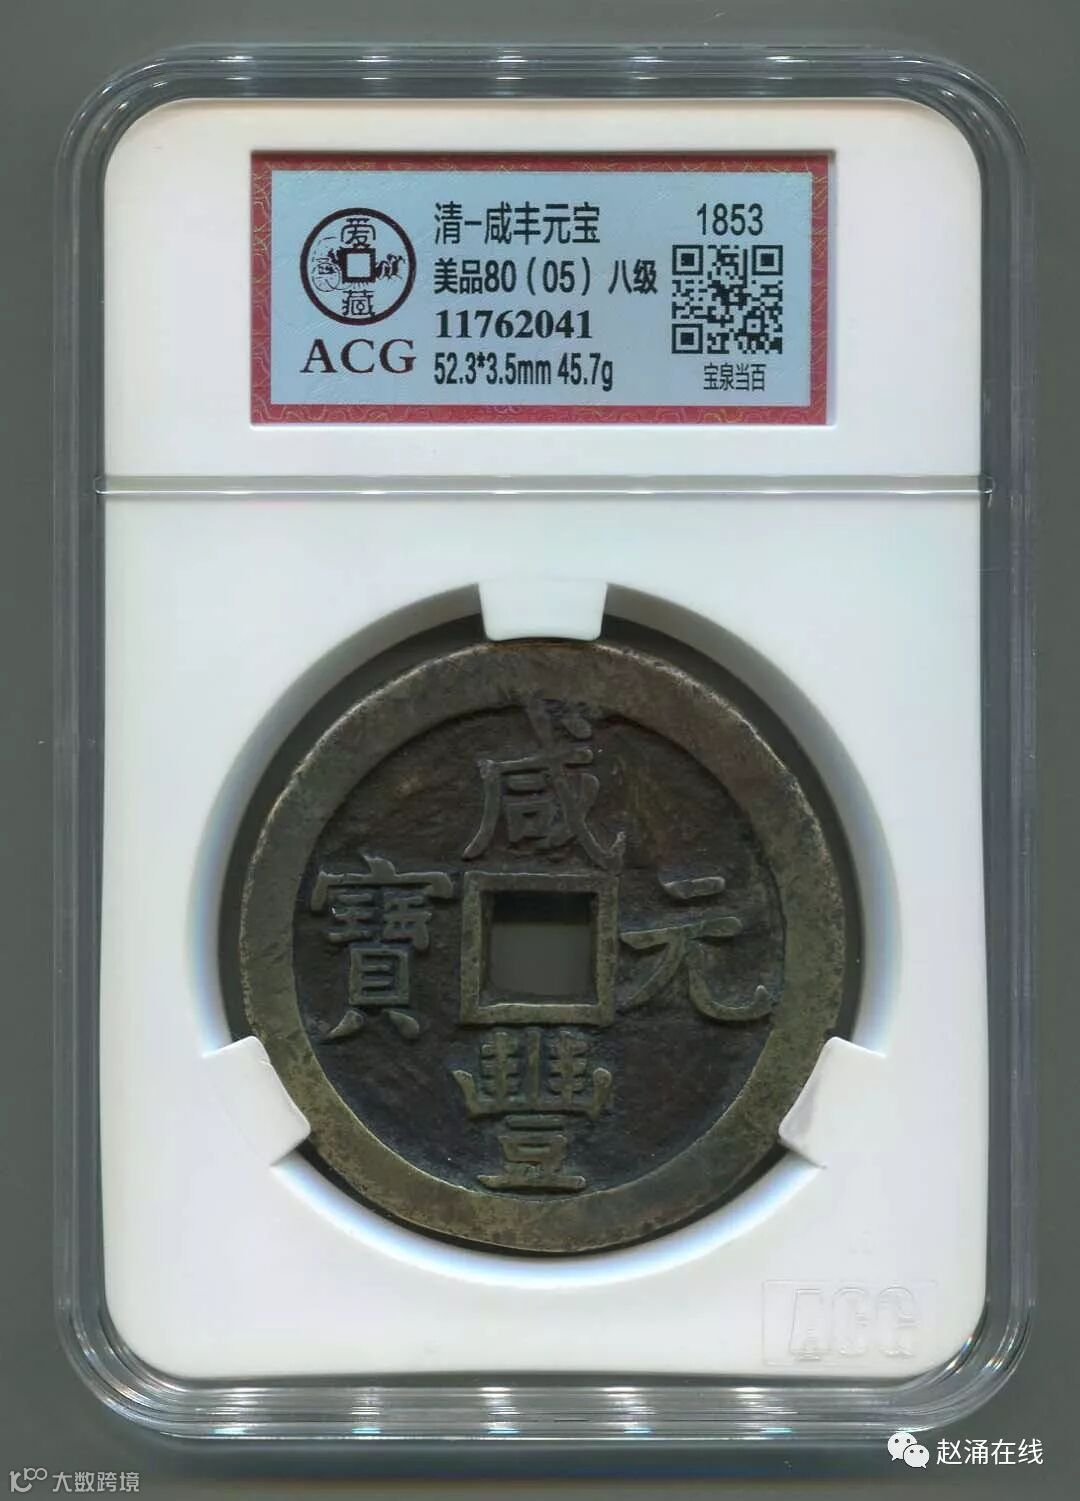 爱
藏
ACG
清-咸丰元宝
美品80（05）八级
11762041
52.3*3.5mm 45.7g
1853
宝泉当百
咸
豐
元
寶
ACG
赵涌在线
大数跨境